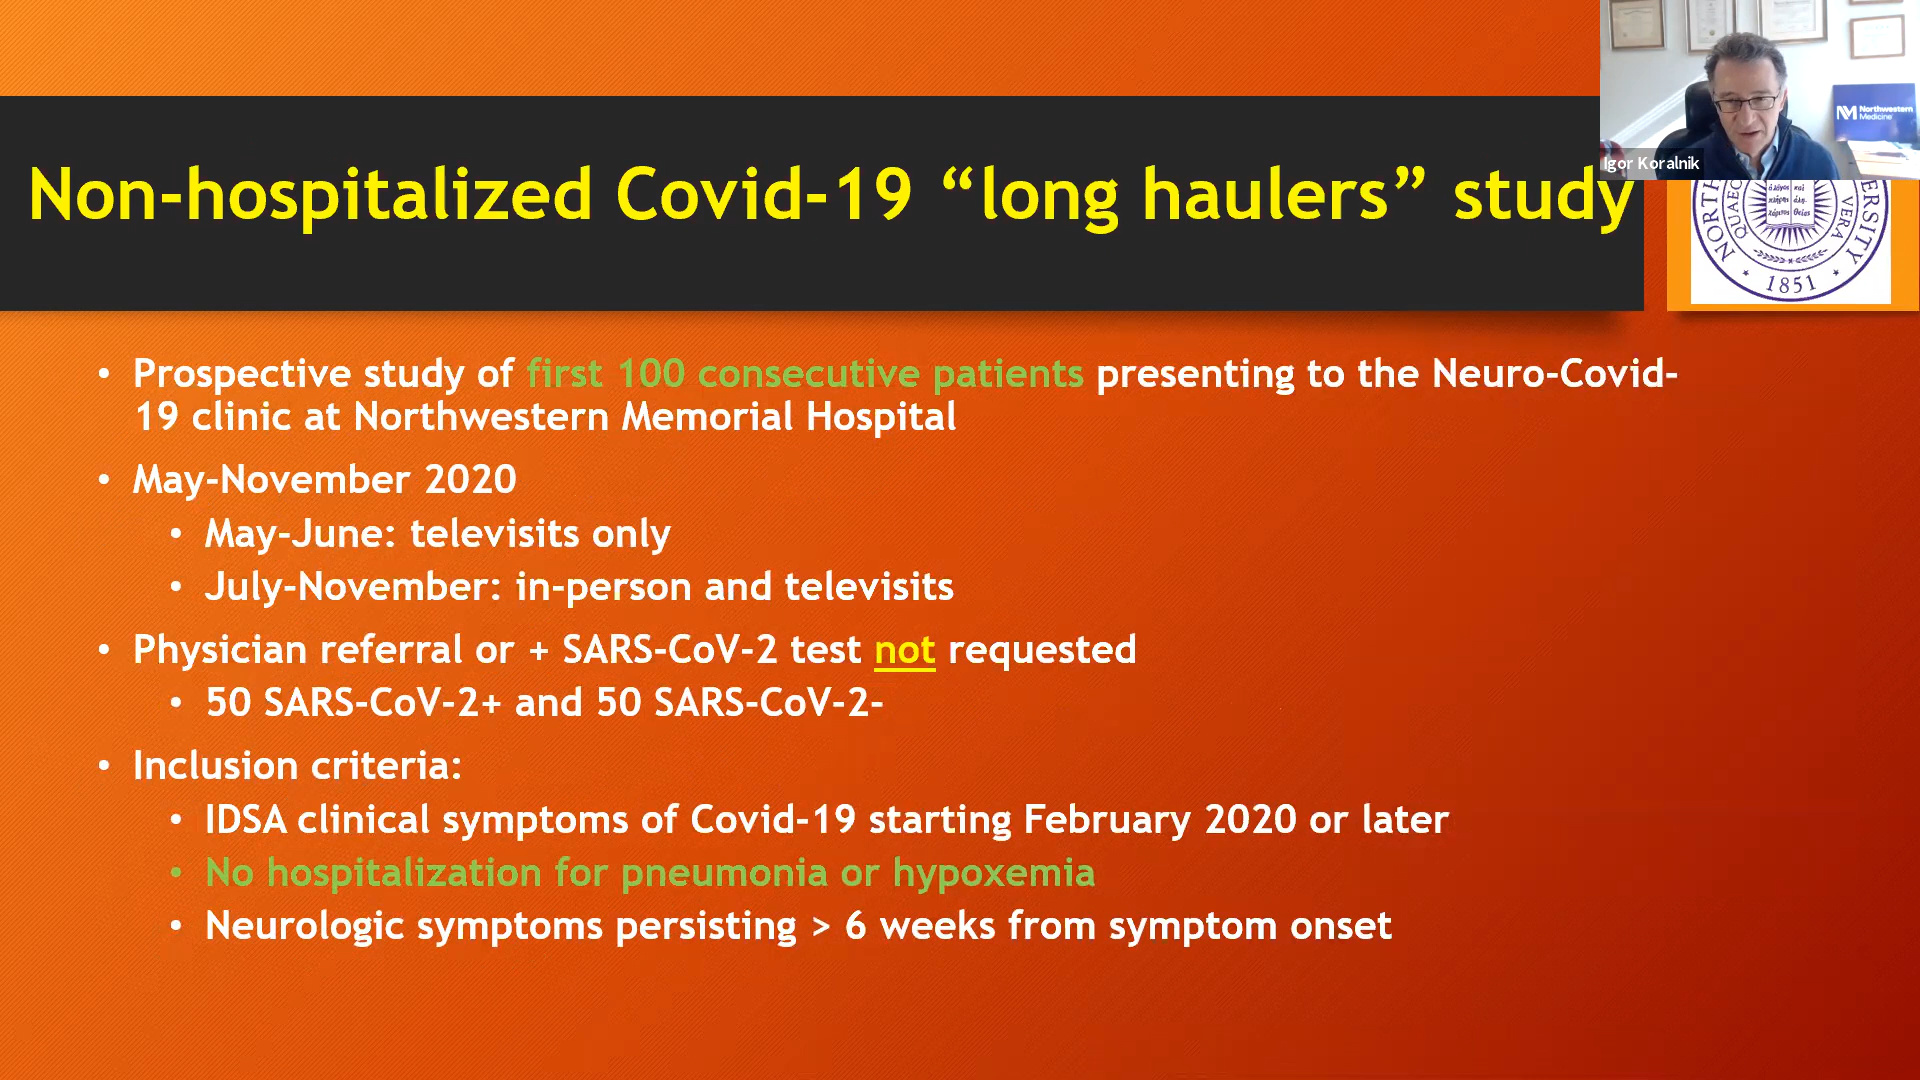 Northwestern
Medicine
Igor Koralnik
Non-hospitalized Covid-19 “long haulers” study
ὁ λόγος
καὶ
1851
• Prospective study of first 100 consecutive patients presenting to the Neuro-Covid-
19 clinic at Northwestern Memorial Hospital
• May-November 2020
• May-June: televisits only
• July-November: in-person and televisits
• Physician referral or + SARS-CoV-2 test not requested
• 50 SARS-CoV-2+ and 50 SARS-CoV-2-
• Inclusion criteria:
• IDSA clinical symptoms of Covid-19 starting February 2020 or later
• No hospitalization for pneumonia or hypoxemia
• Neurologic symptoms persisting > 6 weeks from symptom onset